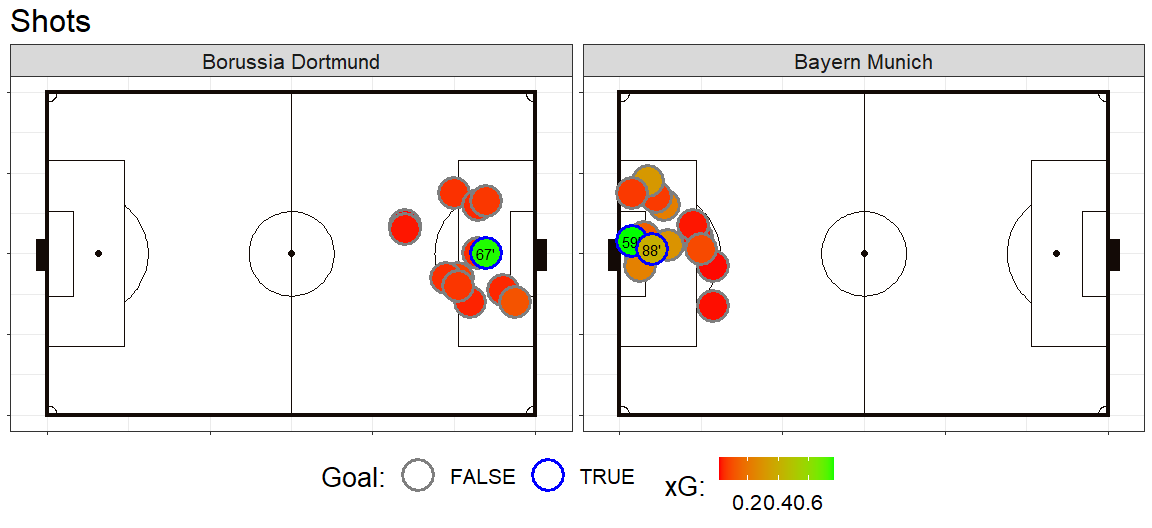 Shots
Borussia Dortmund
Bayern Munich
67'
59'
88'
Goal: FALSE TRUE xG:
0.20.40.6